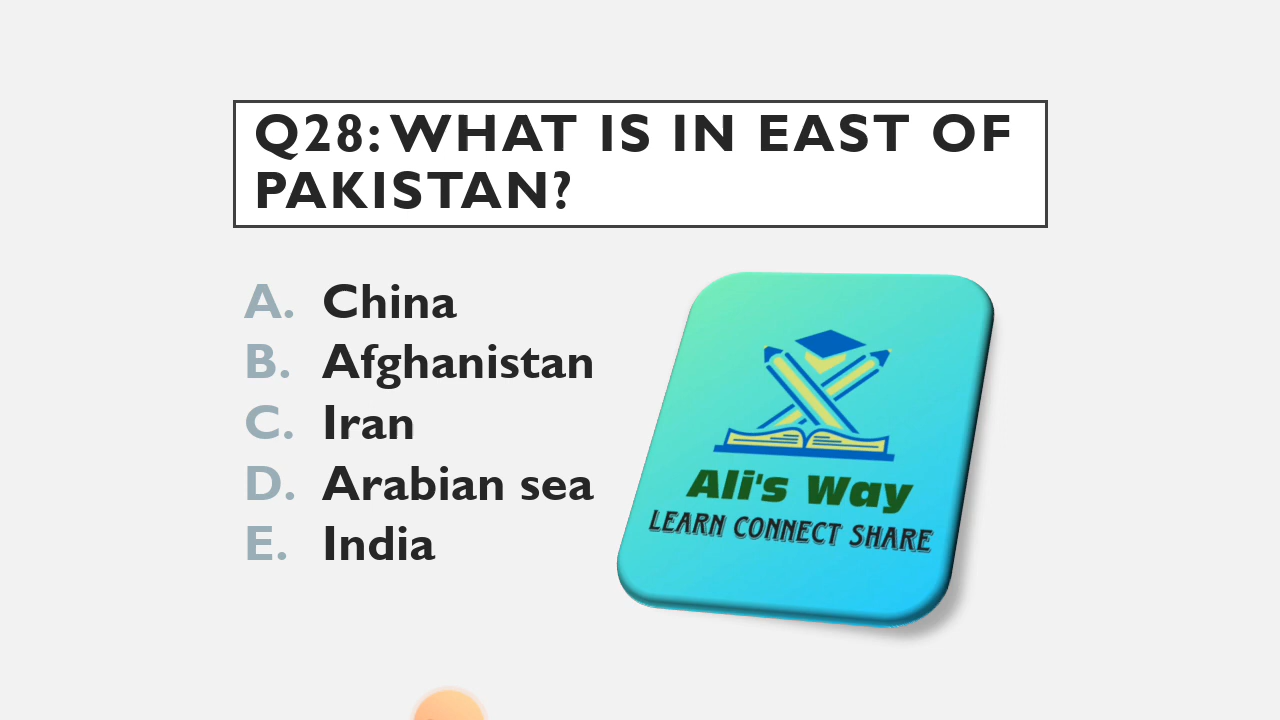 Q28: WHAT IS IN EAST OF
PAKISTAN?
A. China
B. Afghanistan
C. Iran
D. Arabian sea
E. India
Ali's Way
LEARN CONNECT SHARE